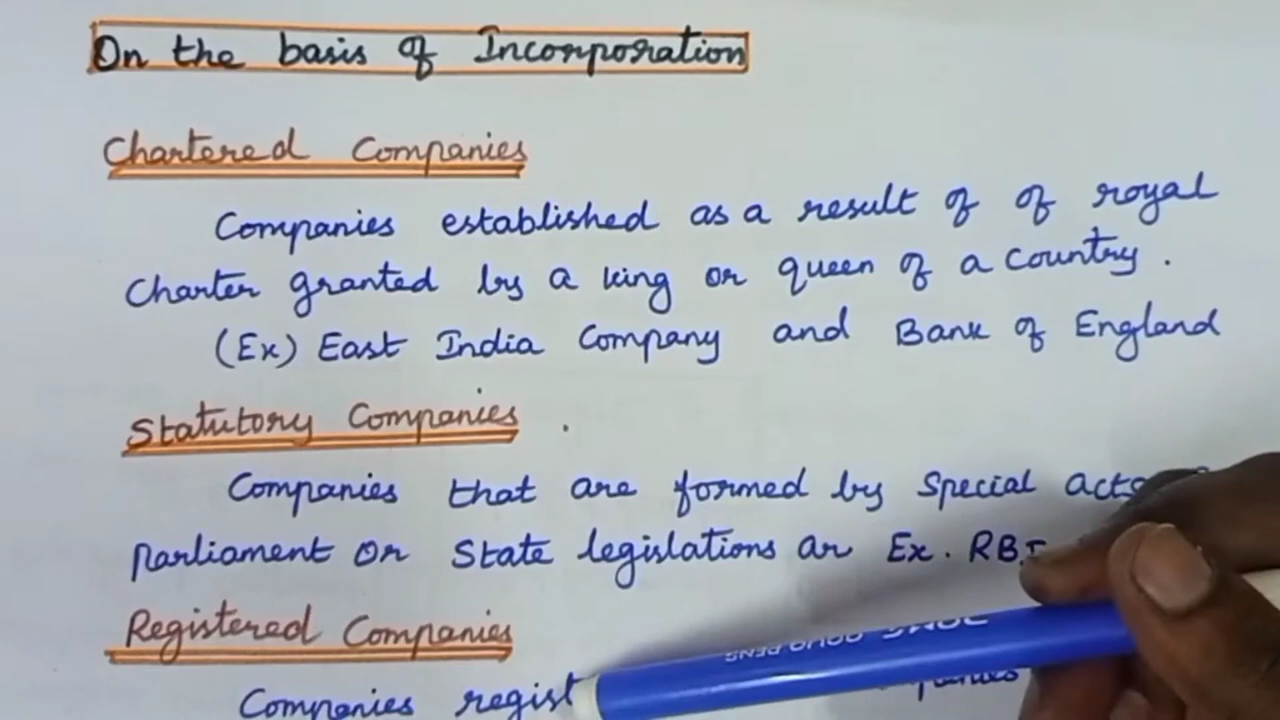 On the basis of Incorporation
Chartered Companies
Companies established as a result of of royal
Charter granted by a king or queen of a country.
(Ex) East India Company and Bank of England
Statutory Companies .
Companies that are formed by special acts
parliament or State legislations ar Ex. RBI
Registered Companies
Companies regist